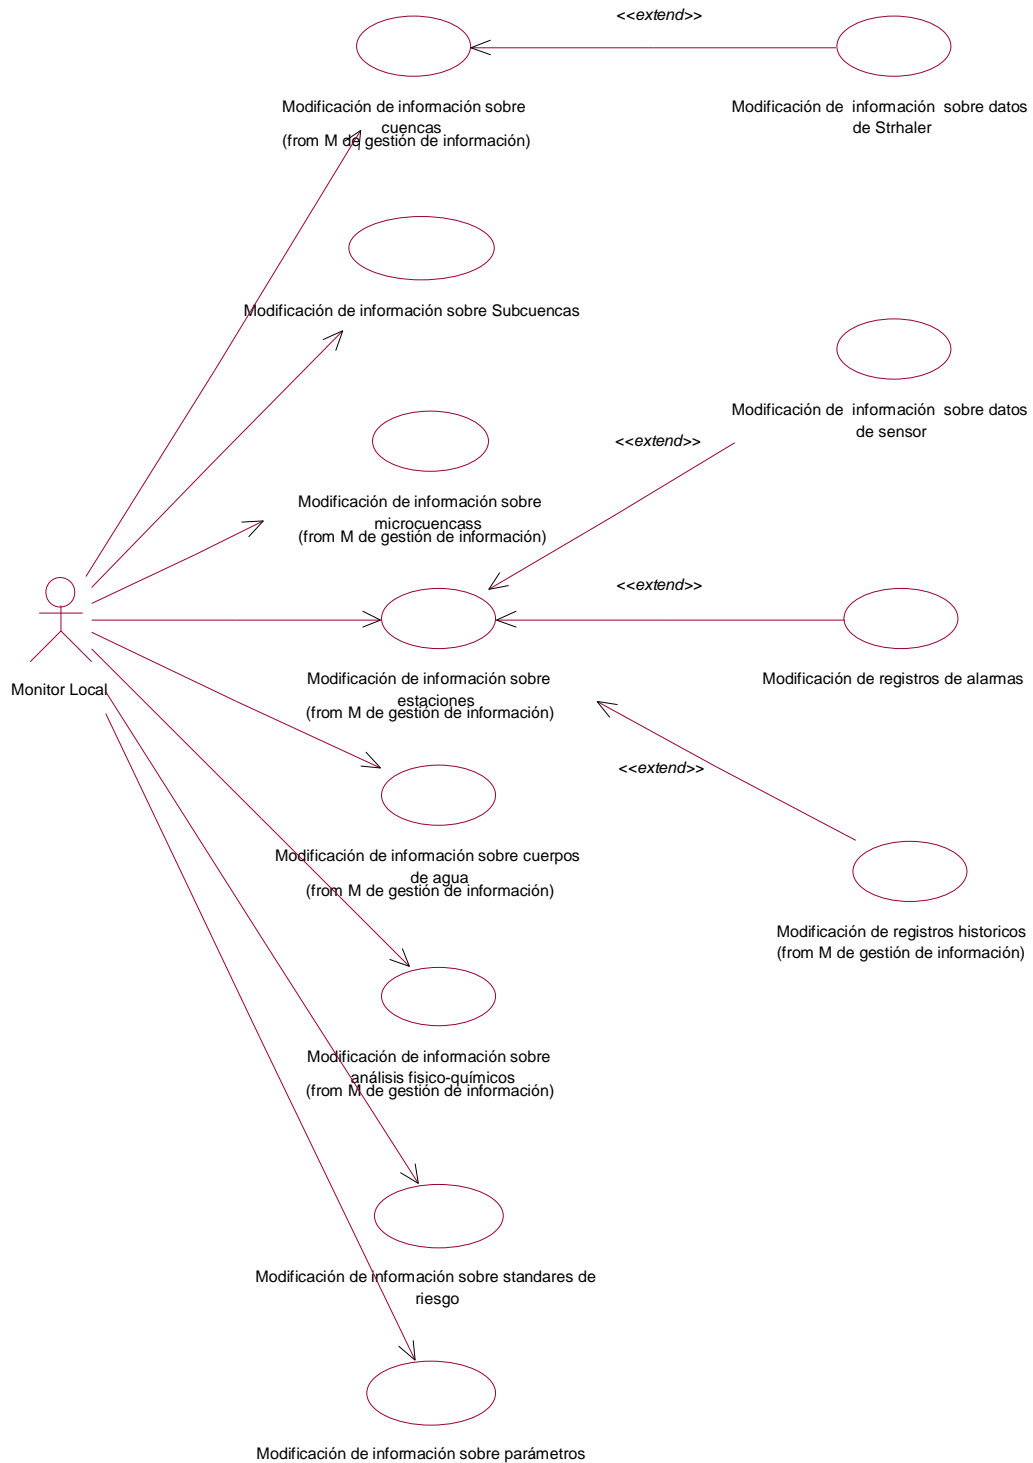 <<extend>>
Modificación de información sobre
cuencas
(from M de gestión de información)
Modificación de información sobre datos
de Strhaler
Modificación de información sobre Subcuencas
Modificación de información sobre datos
de sensor
<<extend>>
Modificación de información sobre
microcuencass
(from M de gestión de información)
<<extend>>
Monitor Local
Modificación de información sobre
estaciones
(from M de gestión de información)
Modificación de registros de alarmas
<<extend>>
Modificación de información sobre cuerpos
de agua
(from M de gestión de información)
Modificación de registros historicos
(from M de gestión de información)
Modificación de información sobre
análisis fisico-químicos
(from M de gestión de información)
Modificación de información sobre standares de
riesgo
Modificación de información sobre parámetros